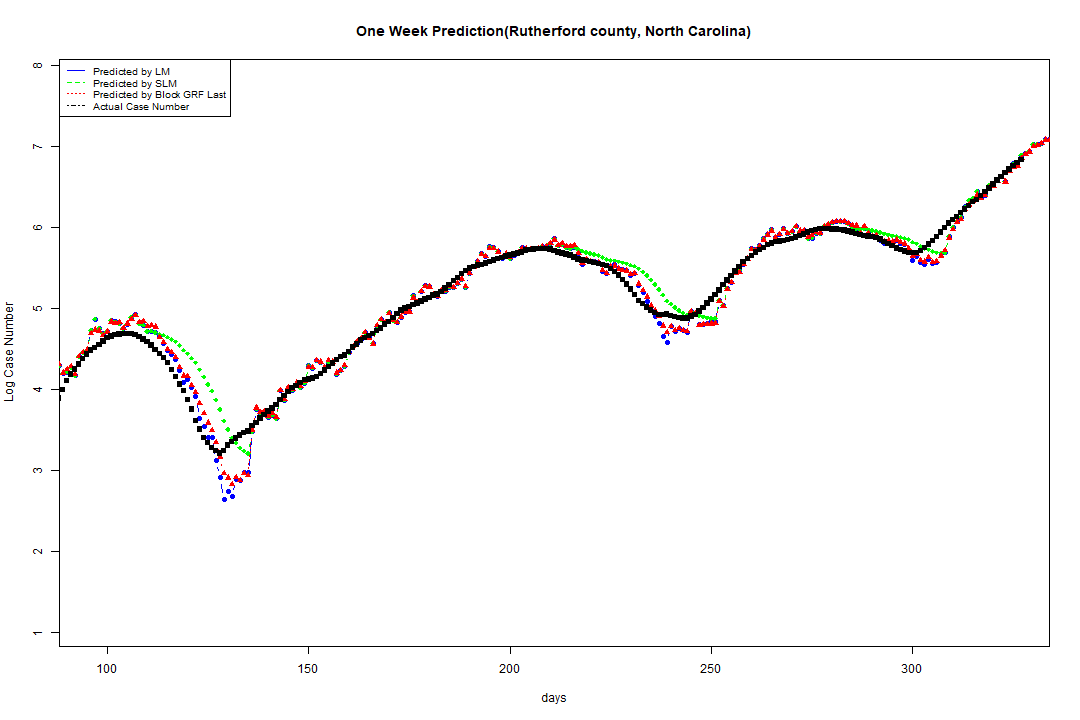 One Week Prediction(Rutherford county, North Carolina)
8
Predicted by LM
Predicted by SLM
Predicted by Block GRF Last
Actual Case Number
7
6
5
4
3
2
1
Log Case Number
100 150 200 250 300
days